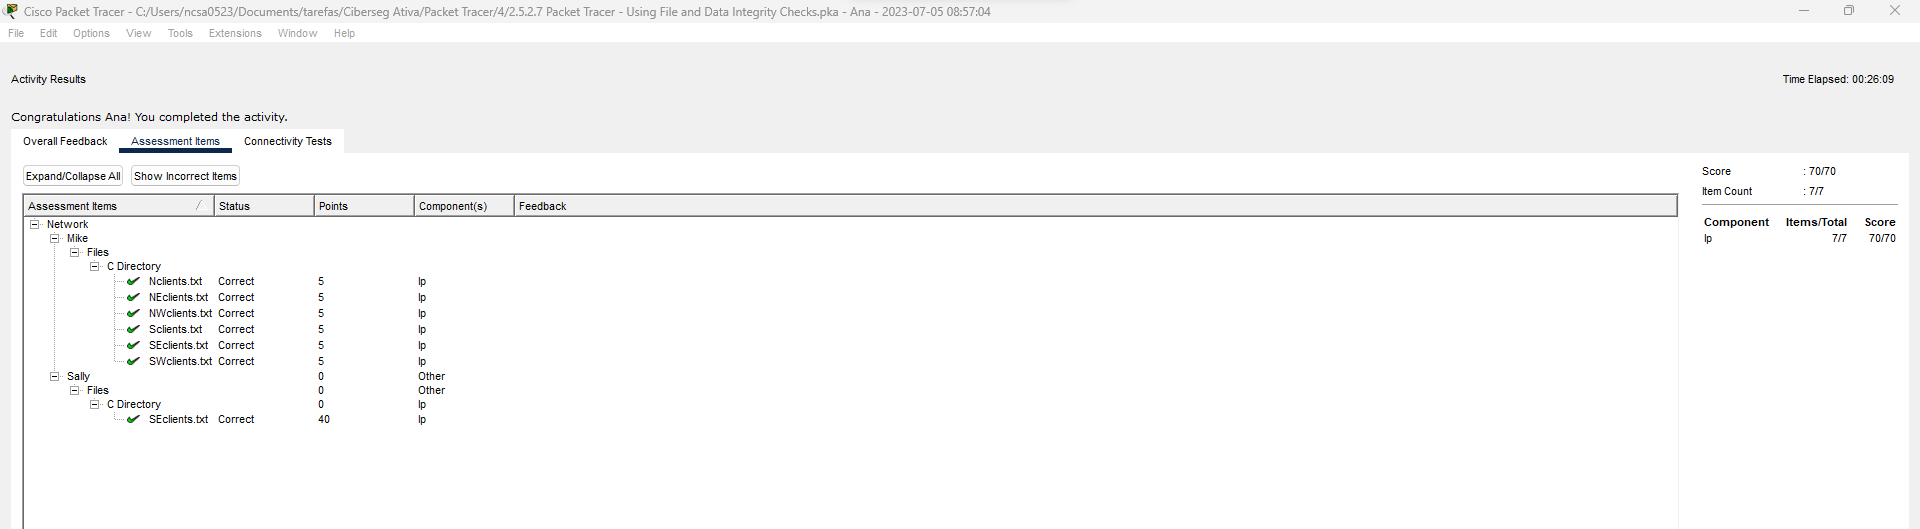 Cisco Packet Tracer - C:/Users/ncsa0523/Documents/tarefas/Ciberseg Ativa/Packet Tracer/4/2.5.2.7 Packet Tracer - Using File and Data Integrity Checks.pka - Ana - 2023-07-05 08:57:04
File Edit Options View Tools Extensions Window Help
Activity Results Time Elapsed: 00:26:09
Congratulations Ana! You completed the activity.
Overall Feedback Assessment Items Connectivity Tests
Expand/Collapse All Show Incorrect Items
Assessment Items Status Points Component(s) Feedback
Network
Mike
Files
C Directory
Nclients.txt Correct 5 Ip
NEclients.txt Correct 5 Ip
NWclients.txt Correct 5 Ip
Sclients.txt Correct 5 Ip
SEclients.txt Correct 5 Ip
SWclients.txt Correct 5 Ip
Sally 0 Other
Files 0 Other
C Directory 0 Ip
SEclients.txt Correct 40 Ip
Score : 70/70
Item Count : 7/7
Component Items/Total Score
Ip 7/7 70/70